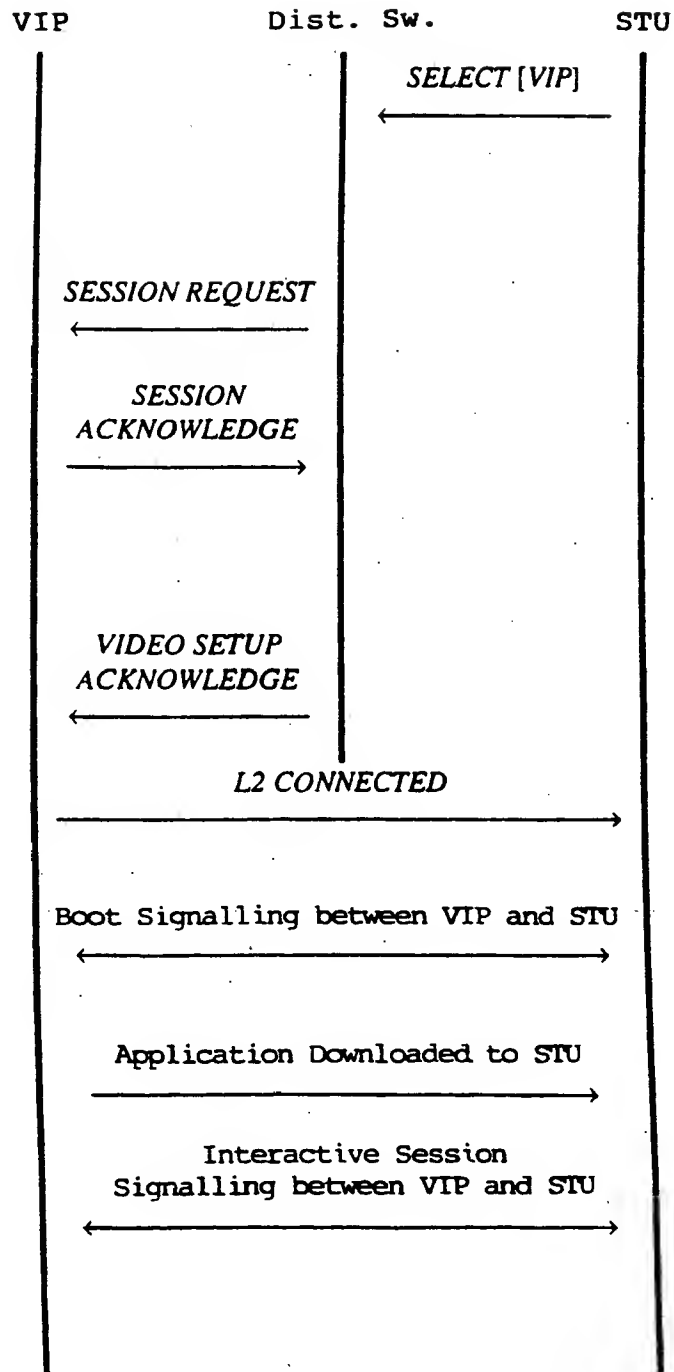 VIP Dist. Sw. STU
SELECT [VIP]
SESSION REQUEST
SESSION
ACKNOWLEDGE
VIDEO SETUP
ACKNOWLEDGE
L2 CONNECTED
Boot Signalling between VIP and STU
Application Downloaded to STU
Interactive Session
Signalling between VIP and STU